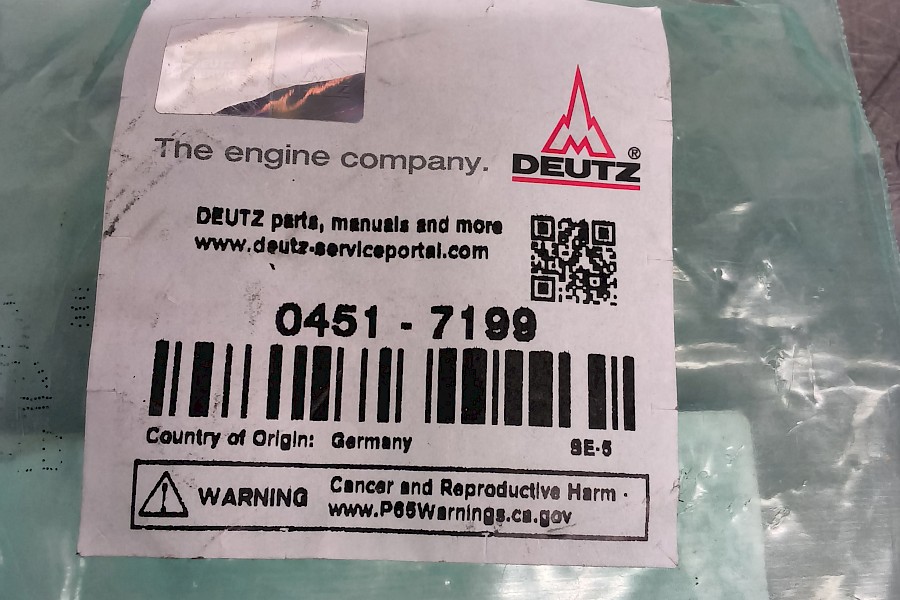 The engine company.
DEUTZ®
DEUTZ parts, manuals and more
www.deutz-serviceportal.com
0451 - 7199
Country of Origin: Germany
SE-5
WARNING
Cancer and Reproductive Harm -
www.P65Warnings.ca.gov